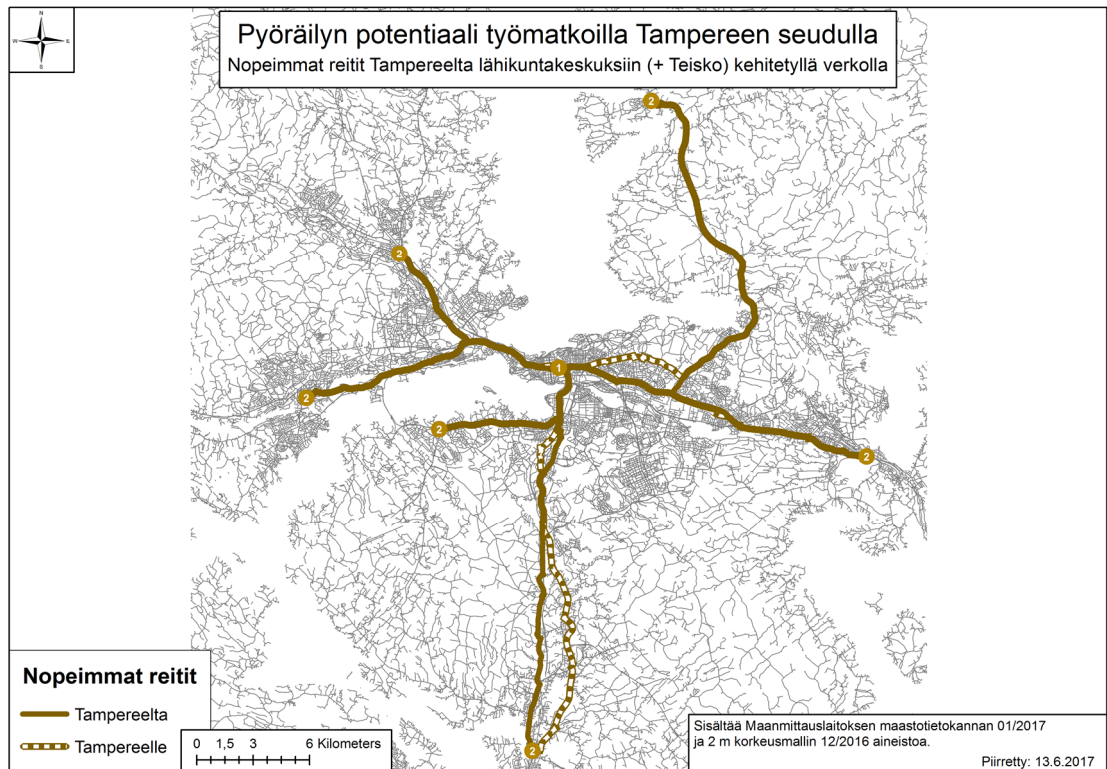 N
W E
S
Pyöräilyn potentiaali työmatkoilla Tampereen seudulla
Nopeimmat reitit Tampereelta lähikuntakeskuksiin (+ Teisko) kehitetyllä verkolla
2
2
1
2
2
2
2
Nopeimmat reitit
Tampereelta
Tampereelle
0 1,5 3 6 Kilometers
Sisältää Maanmittauslaitoksen maastotietokannan 01/2017
ja 2 m korkeusmallin 12/2016 aineistoa.
Piirretty: 13.6.2017